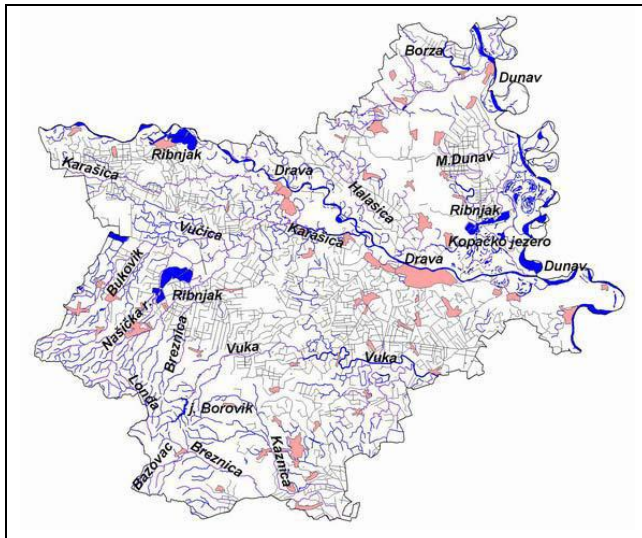 Borza
Dunav
Ribnjak
Karašica
Drava
Halašica
M.Dunav
Vučica
Karašica
Ribnjak
Kopačko jezero
Drava
Dunav
Bukovik
Našička r.
Ribnjak
Breznica
Vuka
Vuka
Londa
j. Borovik
Bazovac
Breznica
Kaznica